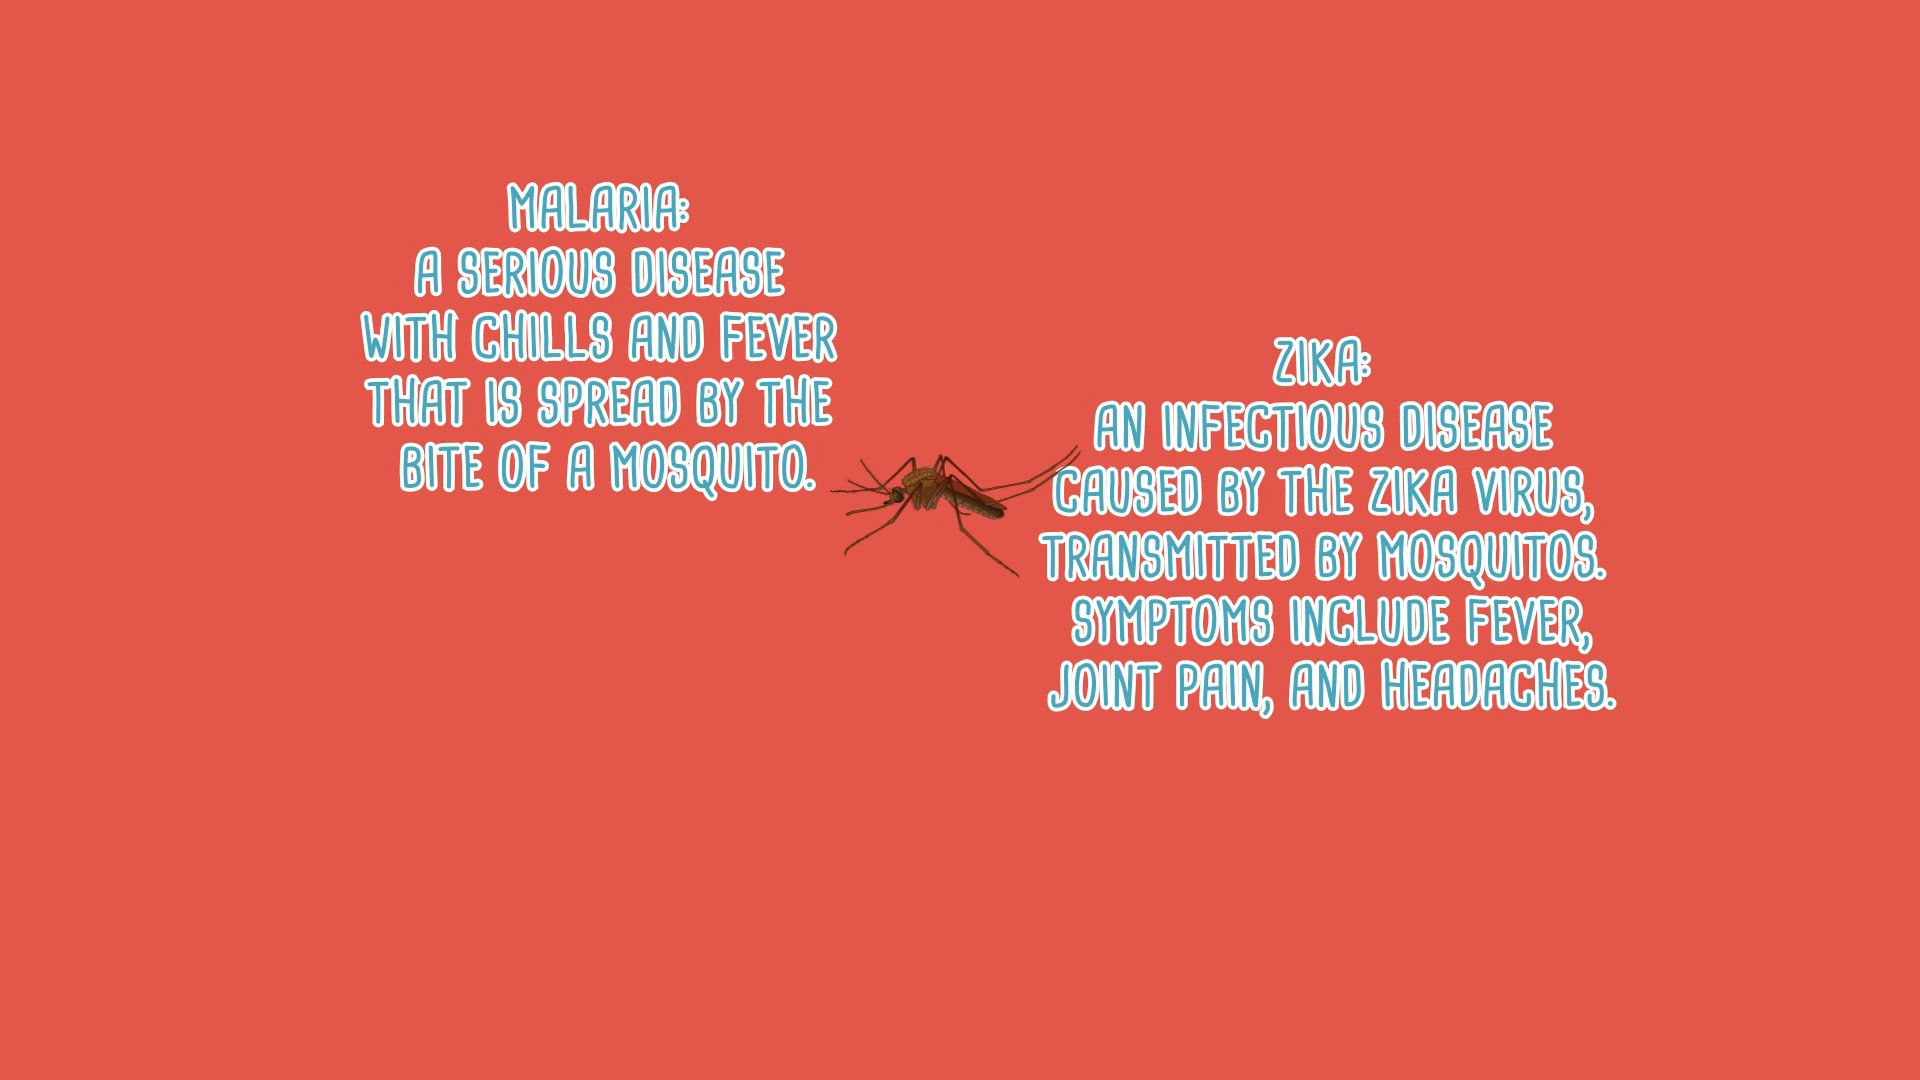 MALARIA:
A SERIOUS DISEASE
WITH CHILLS AND FEVER
THAT IS SPREAD BY THE
BITE OF A MOSQUITO.
ZIKA:
AN INFECTIOUS DISEASE
CAUSED BY THE ZIKA VIRUS,
TRANSMITTED BY MOSQUITOS.
SYMPTOMS INCLUDE FEVER,
JOINT PAIN, AND HEADACHES.